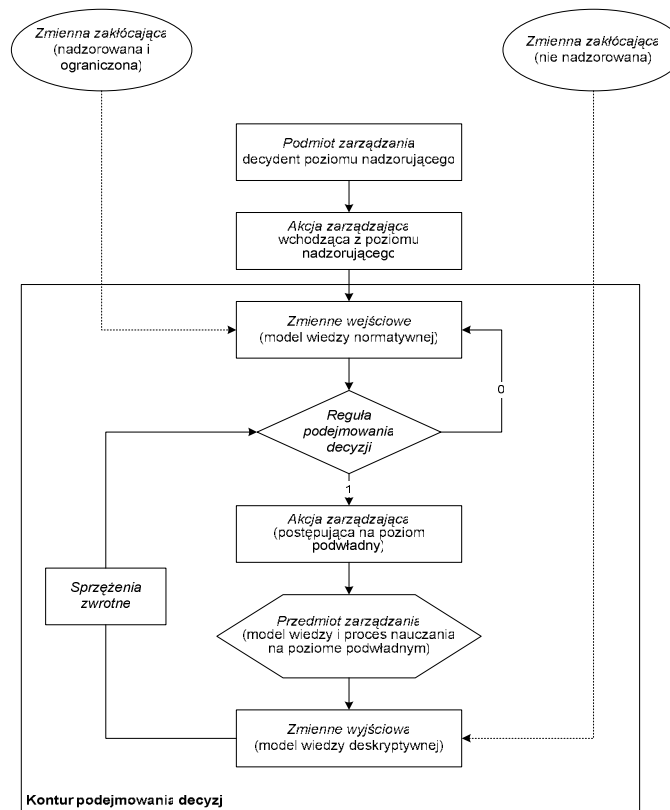 Zmienna zakłócająca
(nadzorowana i
ograniczona)
Zmienna zakłócająca
(nie nadzorowana)
Podmiot zarządzania
decydent poziomu nadzorującego
Akcja zarządzająca
wchodząca z poziomu
nadzorującego
Zmienne wejściowe
(model wiedzy normatywnej)
0
Reguła
podejmowania
decyzji
1
Akcja zarządzająca
(postępująca na poziom
podwładny)
Sprzężenia
zwrotne
Przedmiot zarządzania
(model wiedzy i proces nauczania
na poziome podwładnym)
Zmienne wyjściowa
(model wiedzy deskryptywnej)
Kontur podejmowania decyzj